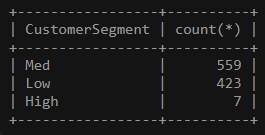 +-----------------+----------+
| CustomerSegment | count(*) |
+-----------------+----------+
| Med             |      559 |
| Low             |      423 |
| High            |        7 |
+-----------------+----------+